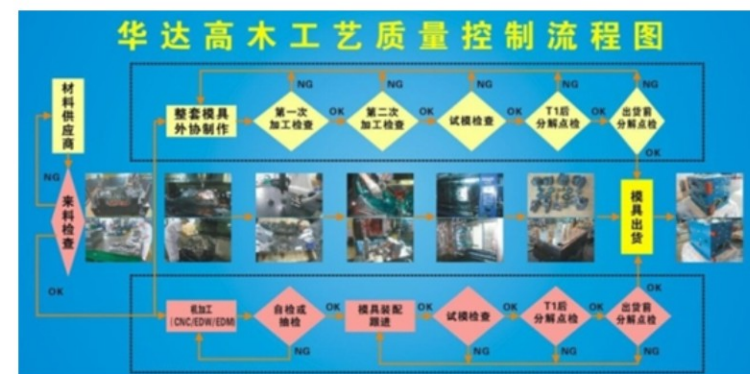 华达高木工艺质量控制流程图
材料供应商
NG
来料检查
OK
整套模具
外协制作
第一次
加工检查
NG
OK
第二次
加工检查
NG
OK
试模检查
NG
OK
T1后
分解点检
NG
OK
出货前
分解点检
NG
OK
模具出货
机加工
(CNC/EDW/EDM)
自检或
抽检
OK
NG
模具装配
跟进
OK
试模检查
OK
NG
T1后
分解点检
OK
NG
出货前
分解点检
OK
NG